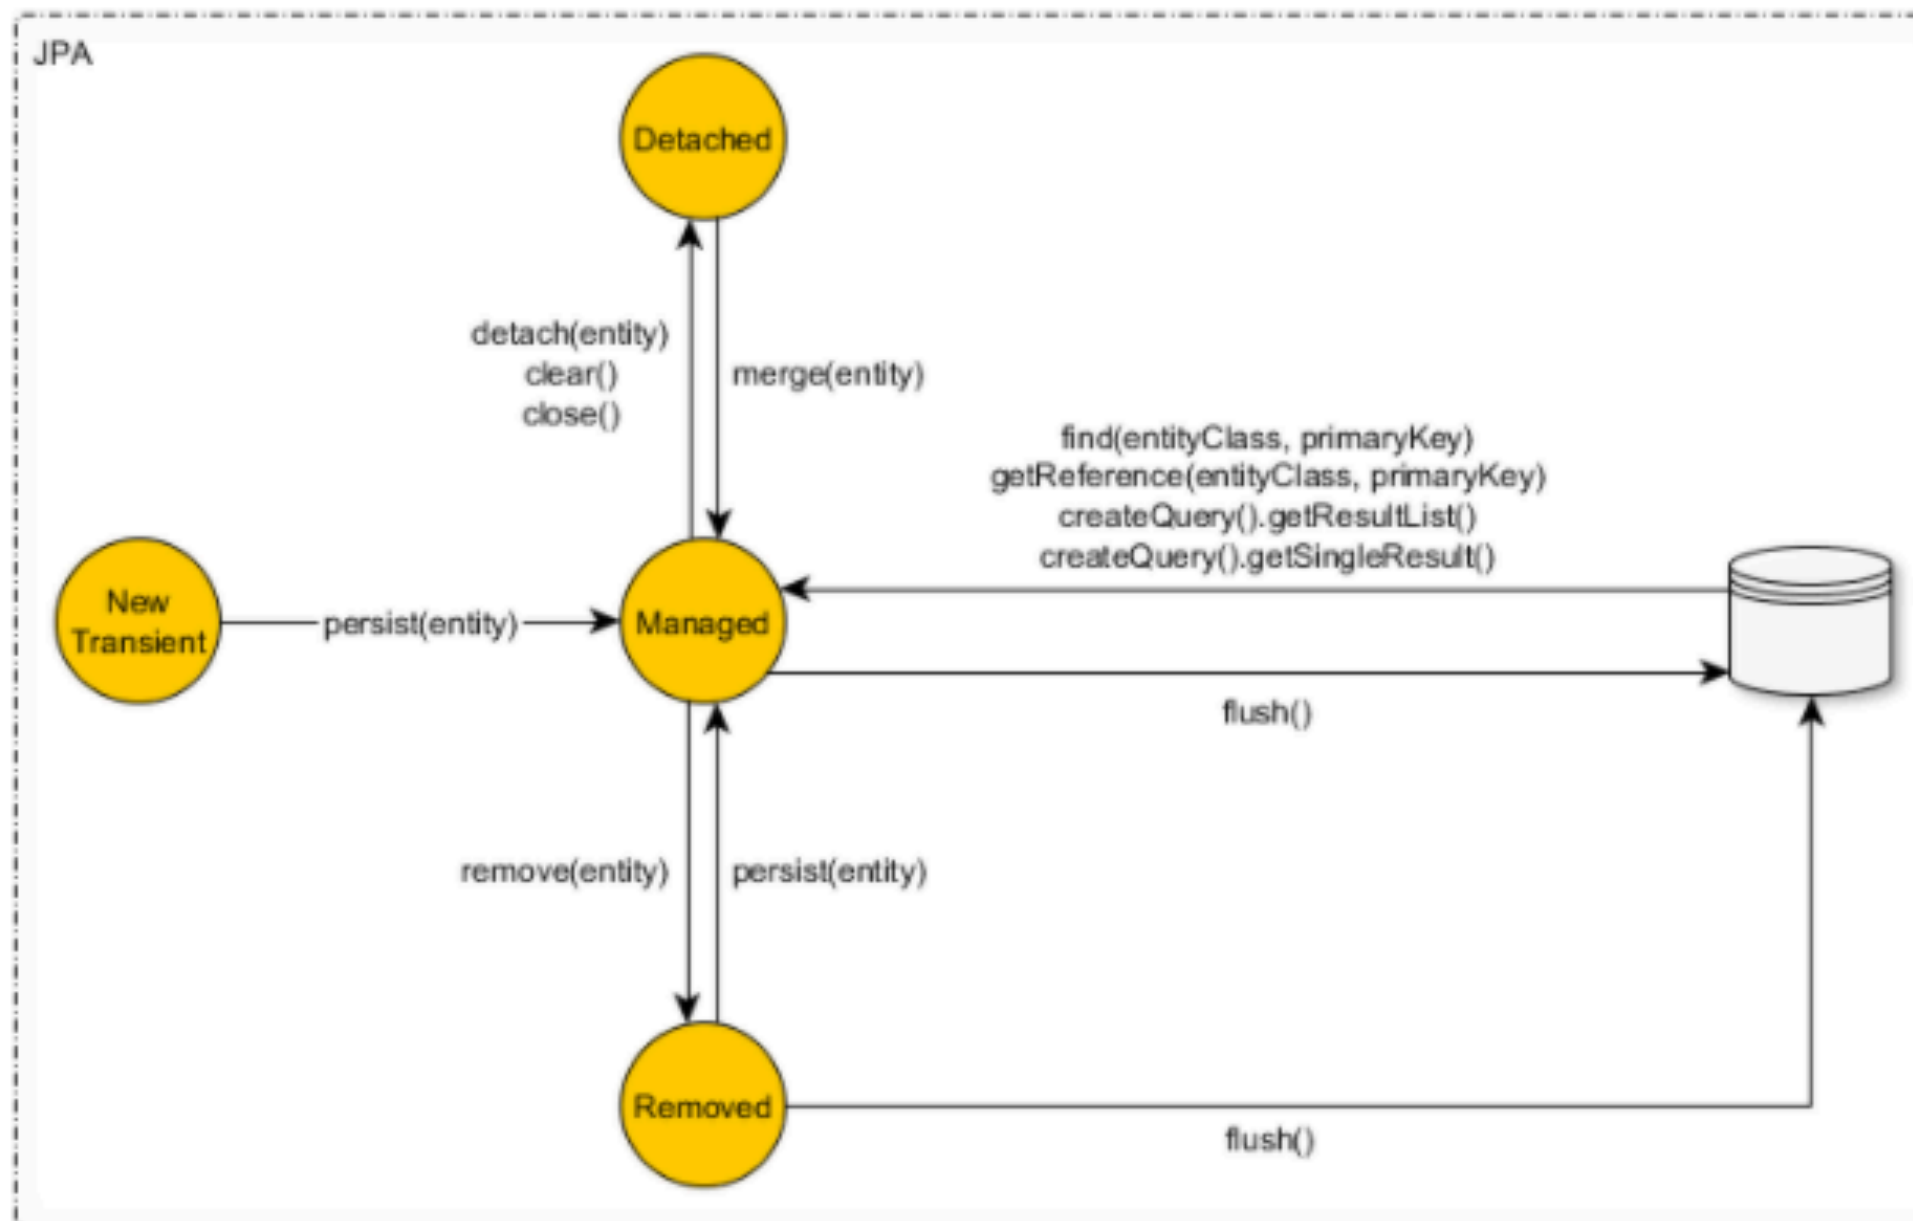 JPA
Detached
detach(entity)
clear()
close()
merge(entity)
find(entityClass, primaryKey)
getReference(entityClass, primaryKey)
createQuery().getResultList()
createQuery().getSingleResult()
New
Transient
persist(entity)
Managed
flush()
remove(entity)
persist(entity)
Removed
flush()